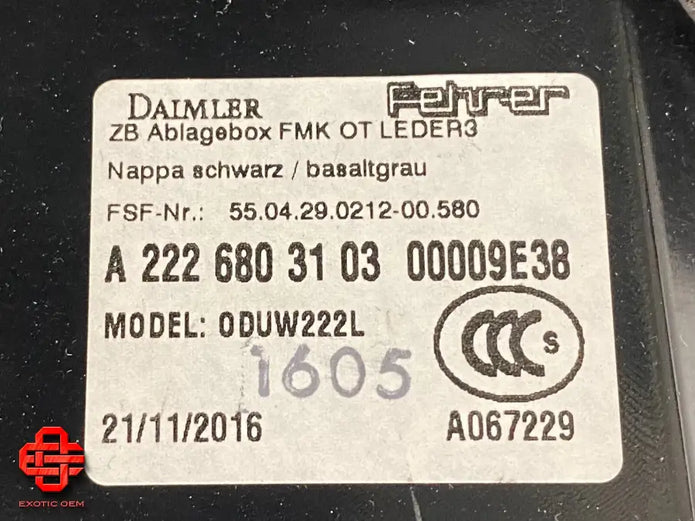 DAIMLER Fehrer
ZB Ablagebox FMK OT LEDER3
Nappa schwarz / basaltgrau
FSF-Nr.: 55.04.29.0212-00.580
A 222 680 31 03 00009E38
MODEL: ODUW222L
CCC S
1605
21/11/2016 A067229
EXOTIC OEM